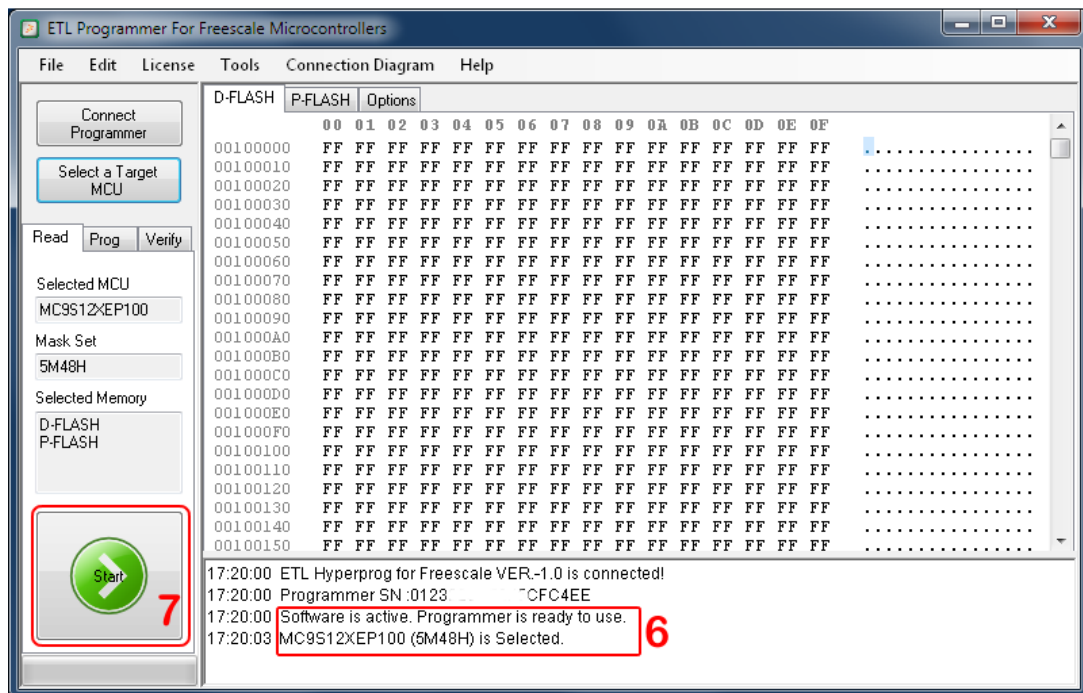 ETL Programmer For Freescale Microcontrollers
File Edit License Tools Connection Diagram Help
Connect
Programmer
Select a Target
MCU
Read Prog Verify
Selected MCU
MC9S12XEP100
Mask Set
5M48H
Selected Memory
D-FLASH
P-FLASH
Start
7
D-FLASH P-FLASH Options
00 01 02 03 04 05 06 07 08 09 0A 0B 0C 0D 0E 0F
00100000 FF FF FF FF FF FF FF FF FF FF FF FF FF FF FF FF ................
00100010 FF FF FF FF FF FF FF FF FF FF FF FF FF FF FF FF ................
00100020 FF FF FF FF FF FF FF FF FF FF FF FF FF FF FF FF ................
00100030 FF FF FF FF FF FF FF FF FF FF FF FF FF FF FF FF ................
00100040 FF FF FF FF FF FF FF FF FF FF FF FF FF FF FF FF ................
00100050 FF FF FF FF FF FF FF FF FF FF FF FF FF FF FF FF ................
00100060 FF FF FF FF FF FF FF FF FF FF FF FF FF FF FF FF ................
00100070 FF FF FF FF FF FF FF FF FF FF FF FF FF FF FF FF ................
00100080 FF FF FF FF FF FF FF FF FF FF FF FF FF FF FF FF ................
00100090 FF FF FF FF FF FF FF FF FF FF FF FF FF FF FF FF ................
001000A0 FF FF FF FF FF FF FF FF FF FF FF FF FF FF FF FF ................
001000B0 FF FF FF FF FF FF FF FF FF FF FF FF FF FF FF FF ................
001000C0 FF FF FF FF FF FF FF FF FF FF FF FF FF FF FF FF ................
001000D0 FF FF FF FF FF FF FF FF FF FF FF FF FF FF FF FF ................
001000E0 FF FF FF FF FF FF FF FF FF FF FF FF FF FF FF FF ................
001000F0 FF FF FF FF FF FF FF FF FF FF FF FF FF FF FF FF ................
00100100 FF FF FF FF FF FF FF FF FF FF FF FF FF FF FF FF ................
00100110 FF FF FF FF FF FF FF FF FF FF FF FF FF FF FF FF ................
00100120 FF FF FF FF FF FF FF FF FF FF FF FF FF FF FF FF ................
00100130 FF FF FF FF FF FF FF FF FF FF FF FF FF FF FF FF ................
00100140 FF FF FF FF FF FF FF FF FF FF FF FF FF FF FF FF ................
00100150 FF FF FF FF FF FF FF FF FF FF FF FF FF FF FF FF ................
17:20:00 ETL Hyperprog for Freescale VER.-1.0 is connected!
17:20:00 Programmer SN :0123 CFC4EE
17:20:00 Software is active. Programmer is ready to use.
17:20:03 MC9S12XEP100 (5M48H) is Selected.
6